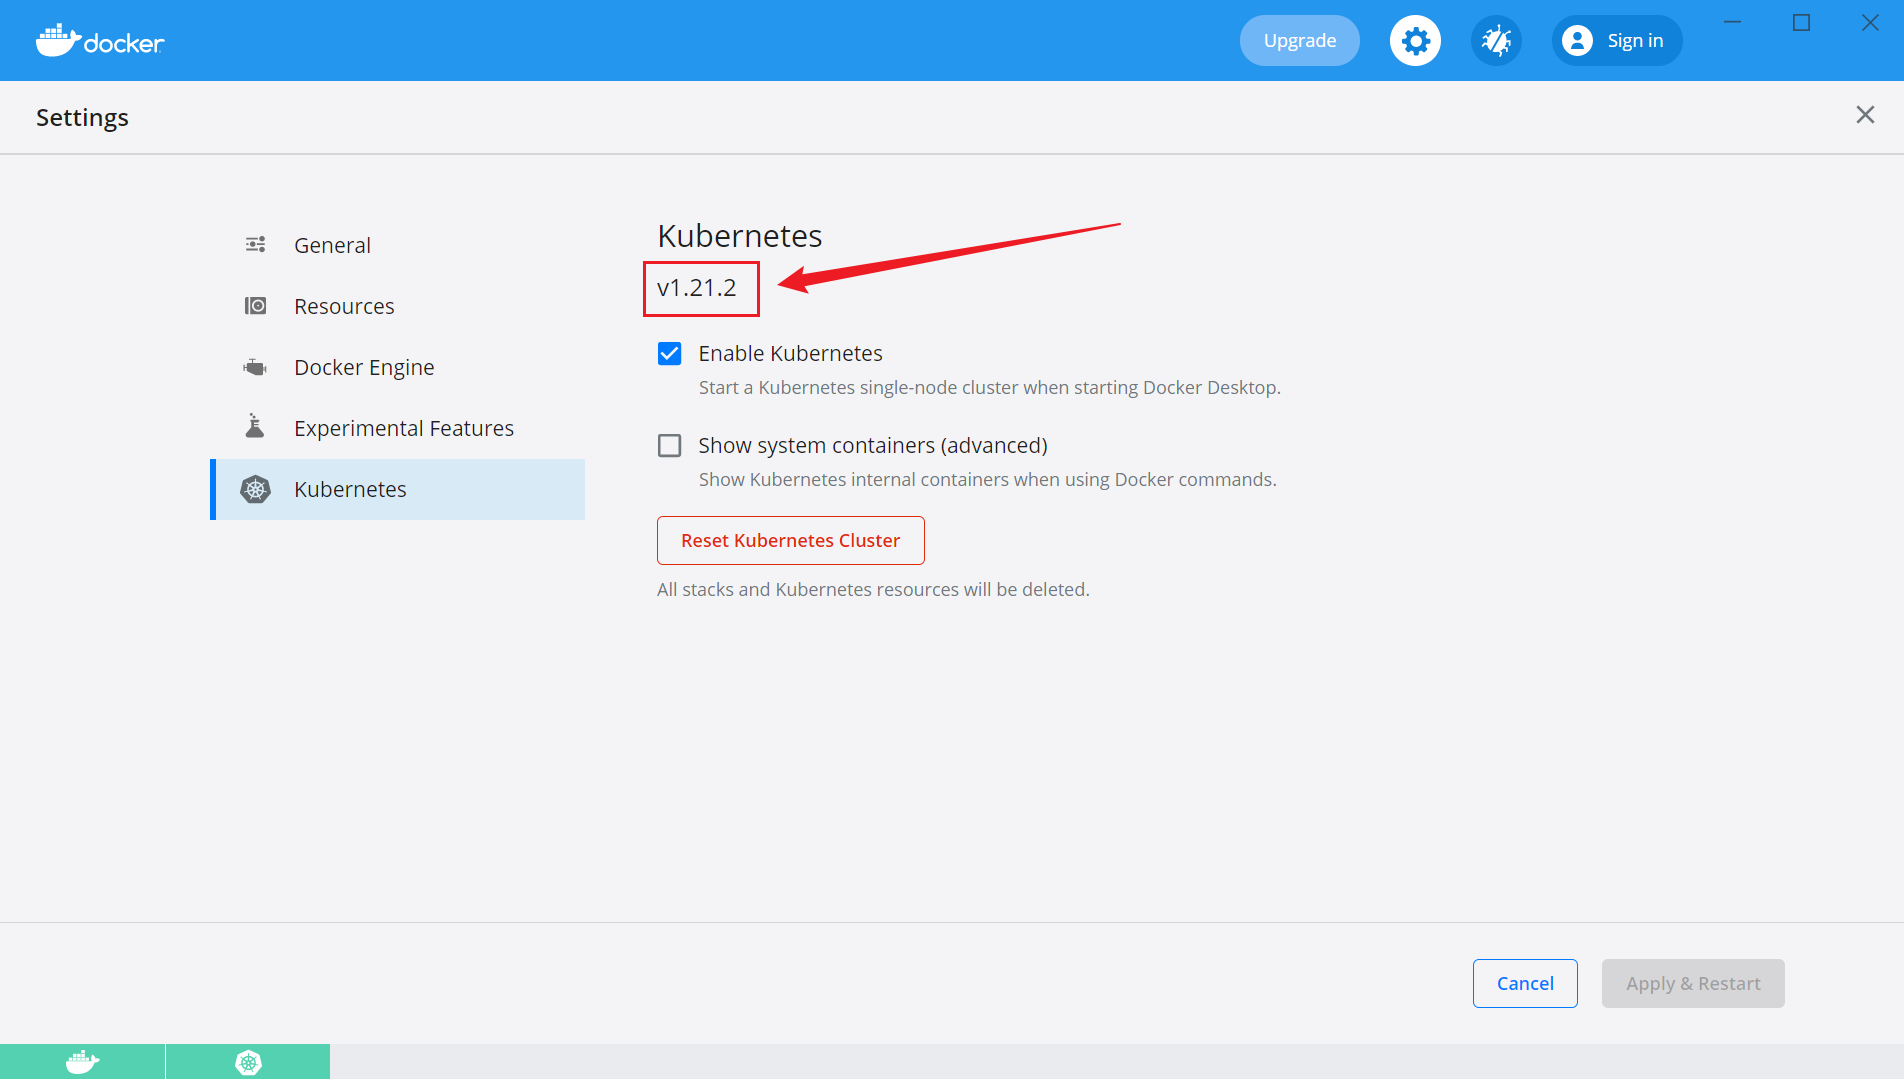 docker
Upgrade
Sign in
Settings
General
Resources
Docker Engine
Experimental Features
Kubernetes
Kubernetes
v1.21.2
Enable Kubernetes
Start a Kubernetes single-node cluster when starting Docker Desktop.
Show system containers (advanced)
Show Kubernetes internal containers when using Docker commands.
Reset Kubernetes Cluster
All stacks and Kubernetes resources will be deleted.
Cancel
Apply & Restart